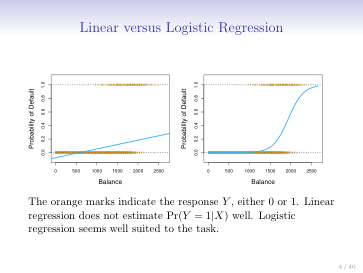 Linear versus Logistic Regression
Probability of Default
0.0 0.2 0.4 0.6 0.8 1.0
0 500 1000 1500 2000 2500
Balance
Probability of Default
0.0 0.2 0.4 0.6 0.8 1.0
0 500 1000 1500 2000 2500
Balance
The orange marks indicate the response Y, either 0 or 1. Linear
regression does not estimate Pr(Y = 1|X) well. Logistic
regression seems well suited to the task.
4 / 40